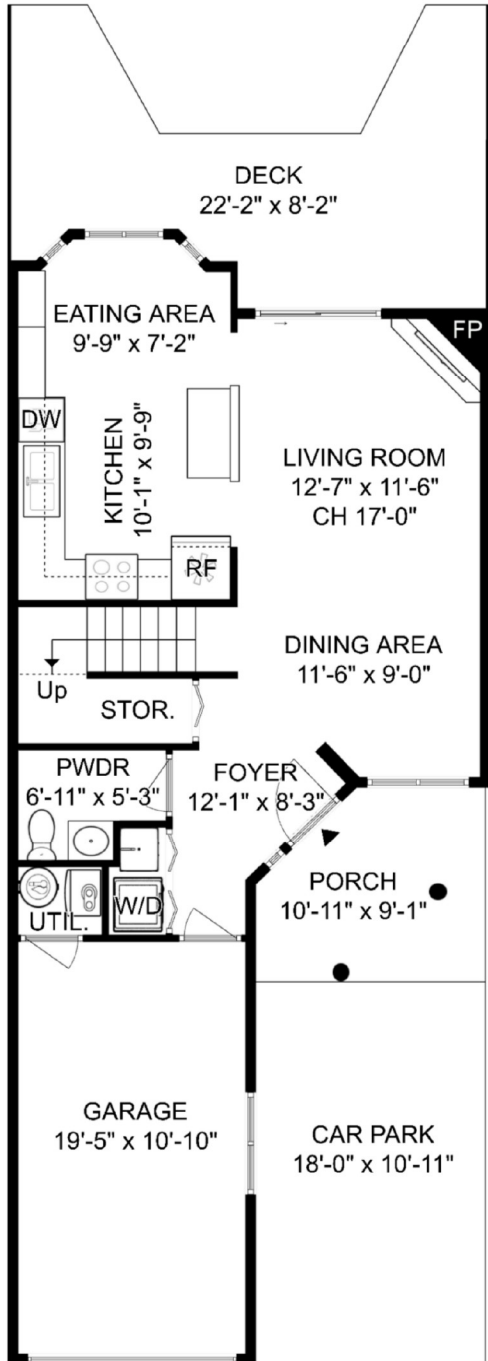 DECK
22'-2" x 8'-2"
EATING AREA
9'-9" x 7'-2"
FP
DW
KITCHEN
10'-1" x 9'-9"
LIVING ROOM
12'-7" x 11'-6"
CH 17'-0"
RF
DINING AREA
11'-6" x 9'-0"
Up
STOR.
PWDR
6'-11" x 5'-3"
FOYER
12'-1" x 8'-3"
PORCH
10'-11" x 9'-1"
W/D
UTIL.
GARAGE
19'-5" x 10'-10"
CAR PARK
18'-0" x 10'-11"